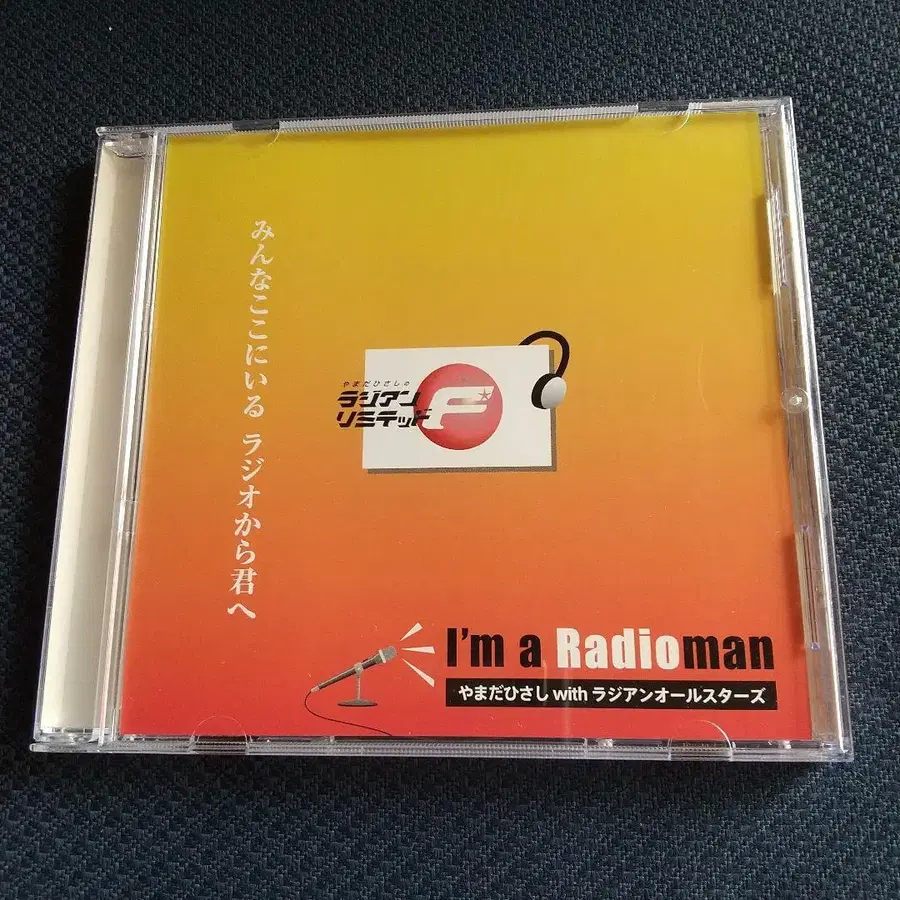 みんなここにいる ラジオから君へ
やまだひさしの
ラジアン
リミテッド
F
I'm a Radioman
やまだひさし with ラジアンオールスターズ